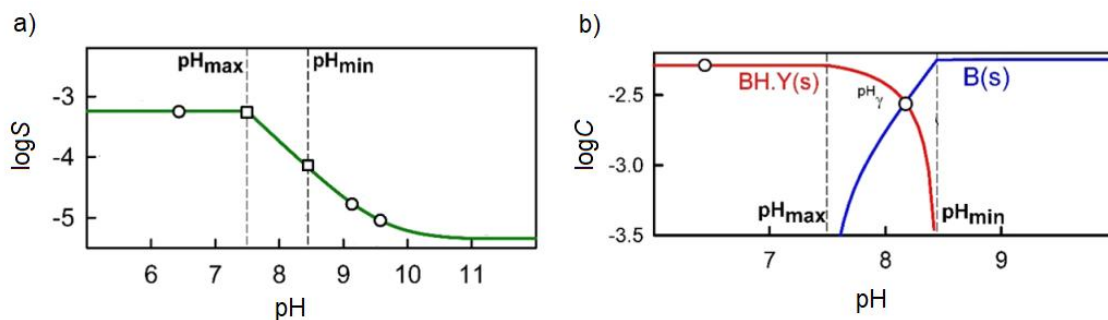 a)
pHmax
pHmin
-3
-4
-5
logS
6 7 8 9 10 11
pH
b)
BH.Y(s)
B(s)
pHγ
-2.5
-3.0
-3.5
logC
pHmax
pHmin
7 8 9
pH